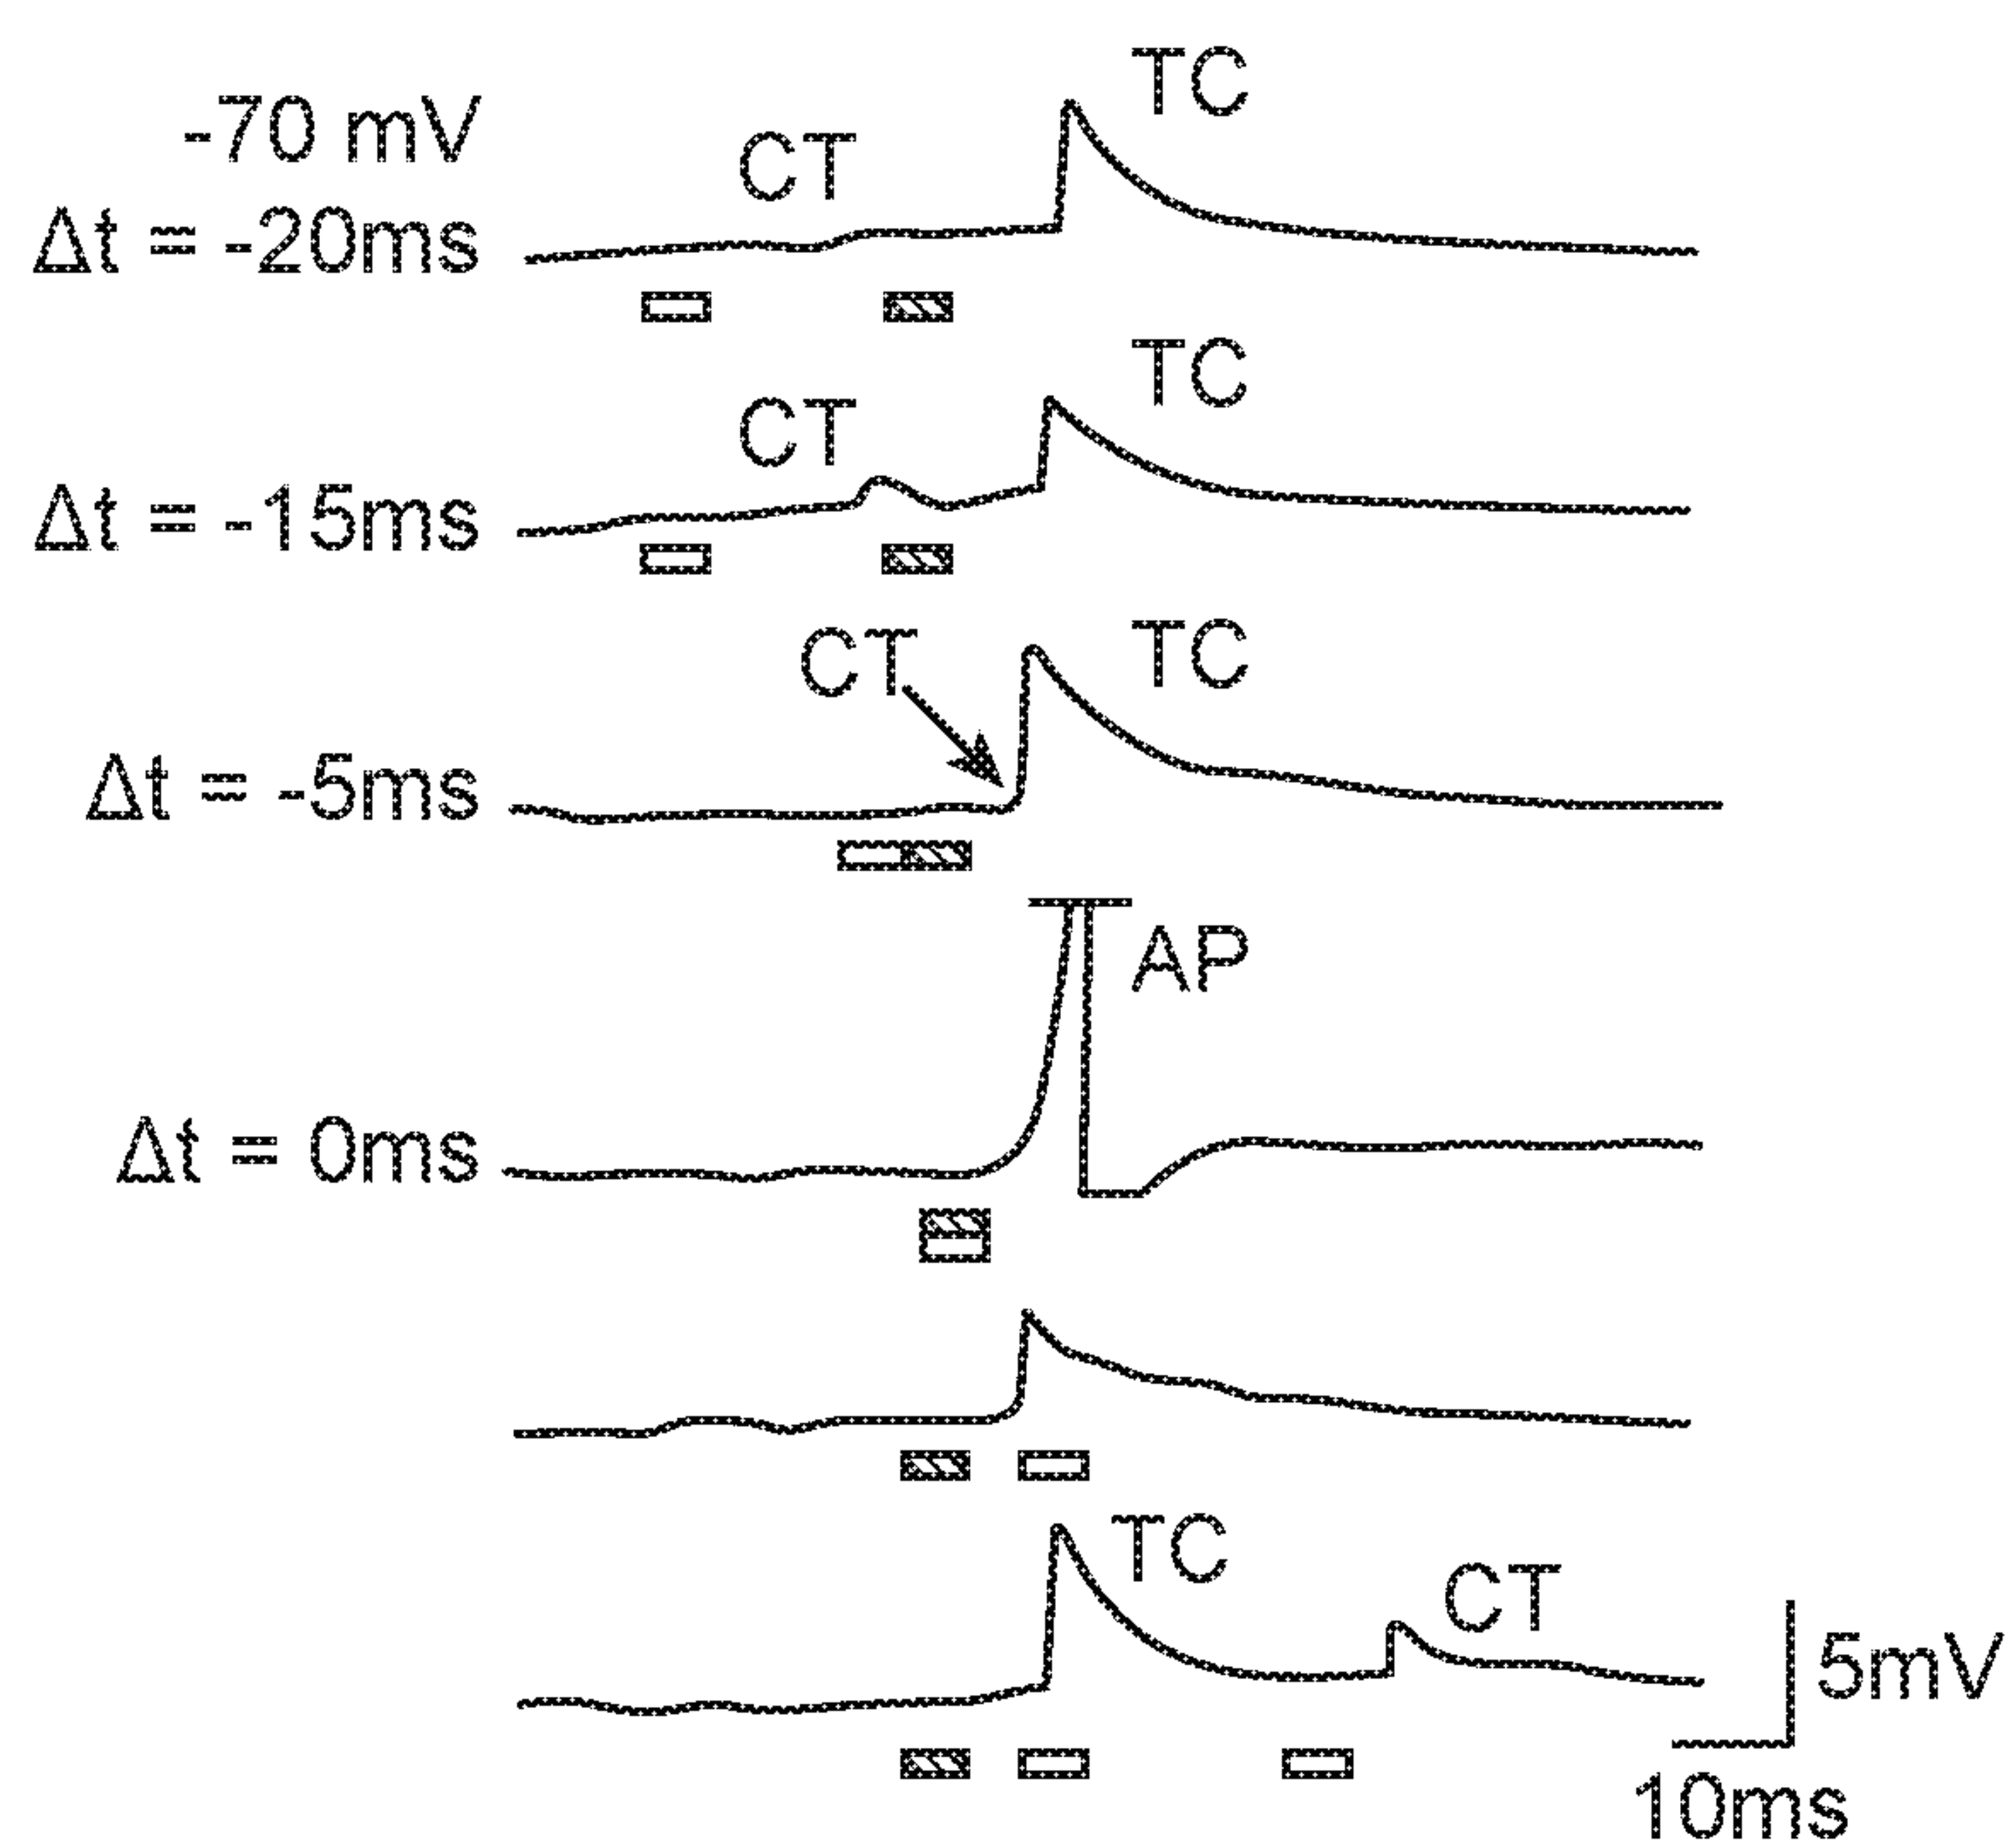 TC
-70 mV
CT
Δt = -20ms
TC
CT
Δt = -15ms
CT
TC
Δt = -5ms
AP
Δt = 0ms
TC
CT
5mV
10ms